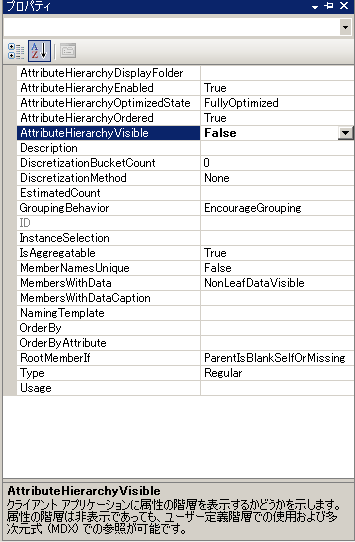 プロパティ
AttributeHierarchyDisplayFolder
AttributeHierarchyEnabled True
AttributeHierarchyOptimizedState FullyOptimized
AttributeHierarchyOrdered True
AttributeHierarchyVisible False
Description
DiscretizationBucketCount 0
DiscretizationMethod None
EstimatedCount
GroupingBehavior EncourageGrouping
ID
InstanceSelection
IsAggregatable True
MemberNamesUnique False
MembersWithData NonLeafDataVisible
MembersWithDataCaption
NamingTemplate
OrderBy
OrderByAttribute
RootMemberIf ParentIsBlankSelfOrMissing
Type Regular
Usage
AttributeHierarchyVisible
クライアント アプリケーションに属性の階層を表示するかどうかを示します。
属性の階層は非表示であっても、ユーザー定義階層での使用および多
次元式 (MDX) での参照が可能です。